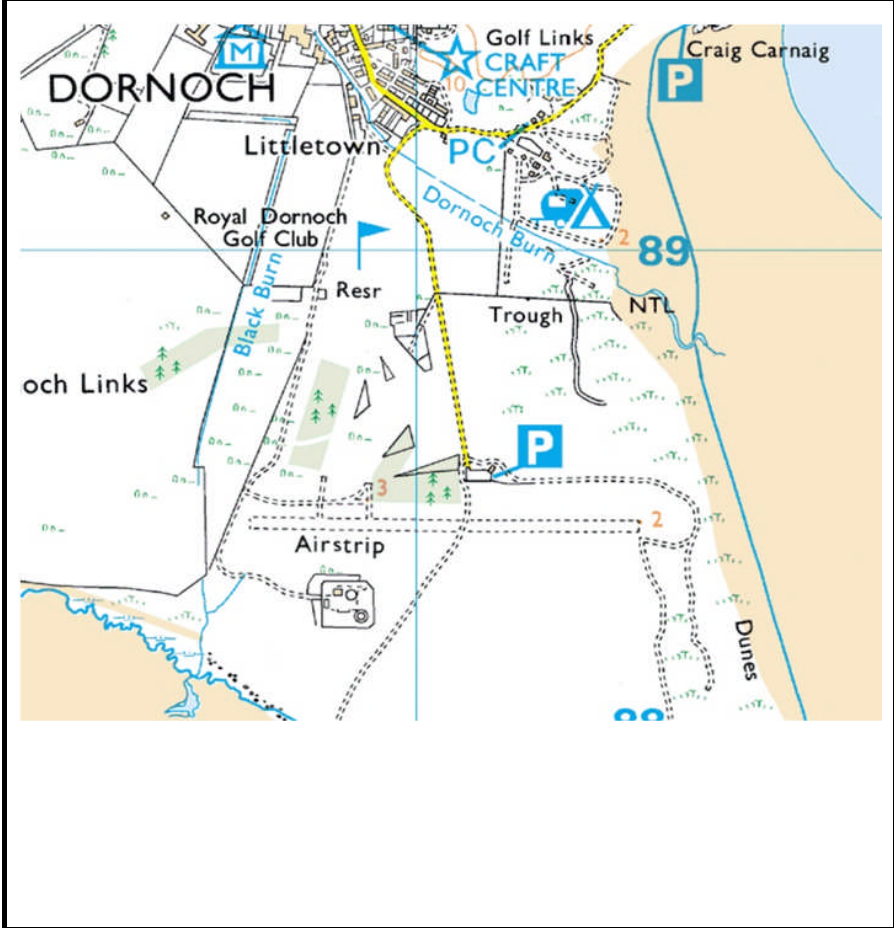 Golf Links
Craig Carnaig
CRAFT
CENTRE
M
10
P
DORNOCH
Littletown
PC
Dornoch Burn
Royal Dornoch
Golf Club
2
89
Black Burn
Resr
Trough
NTL
och Links
P
3
2
Airstrip
Dunes